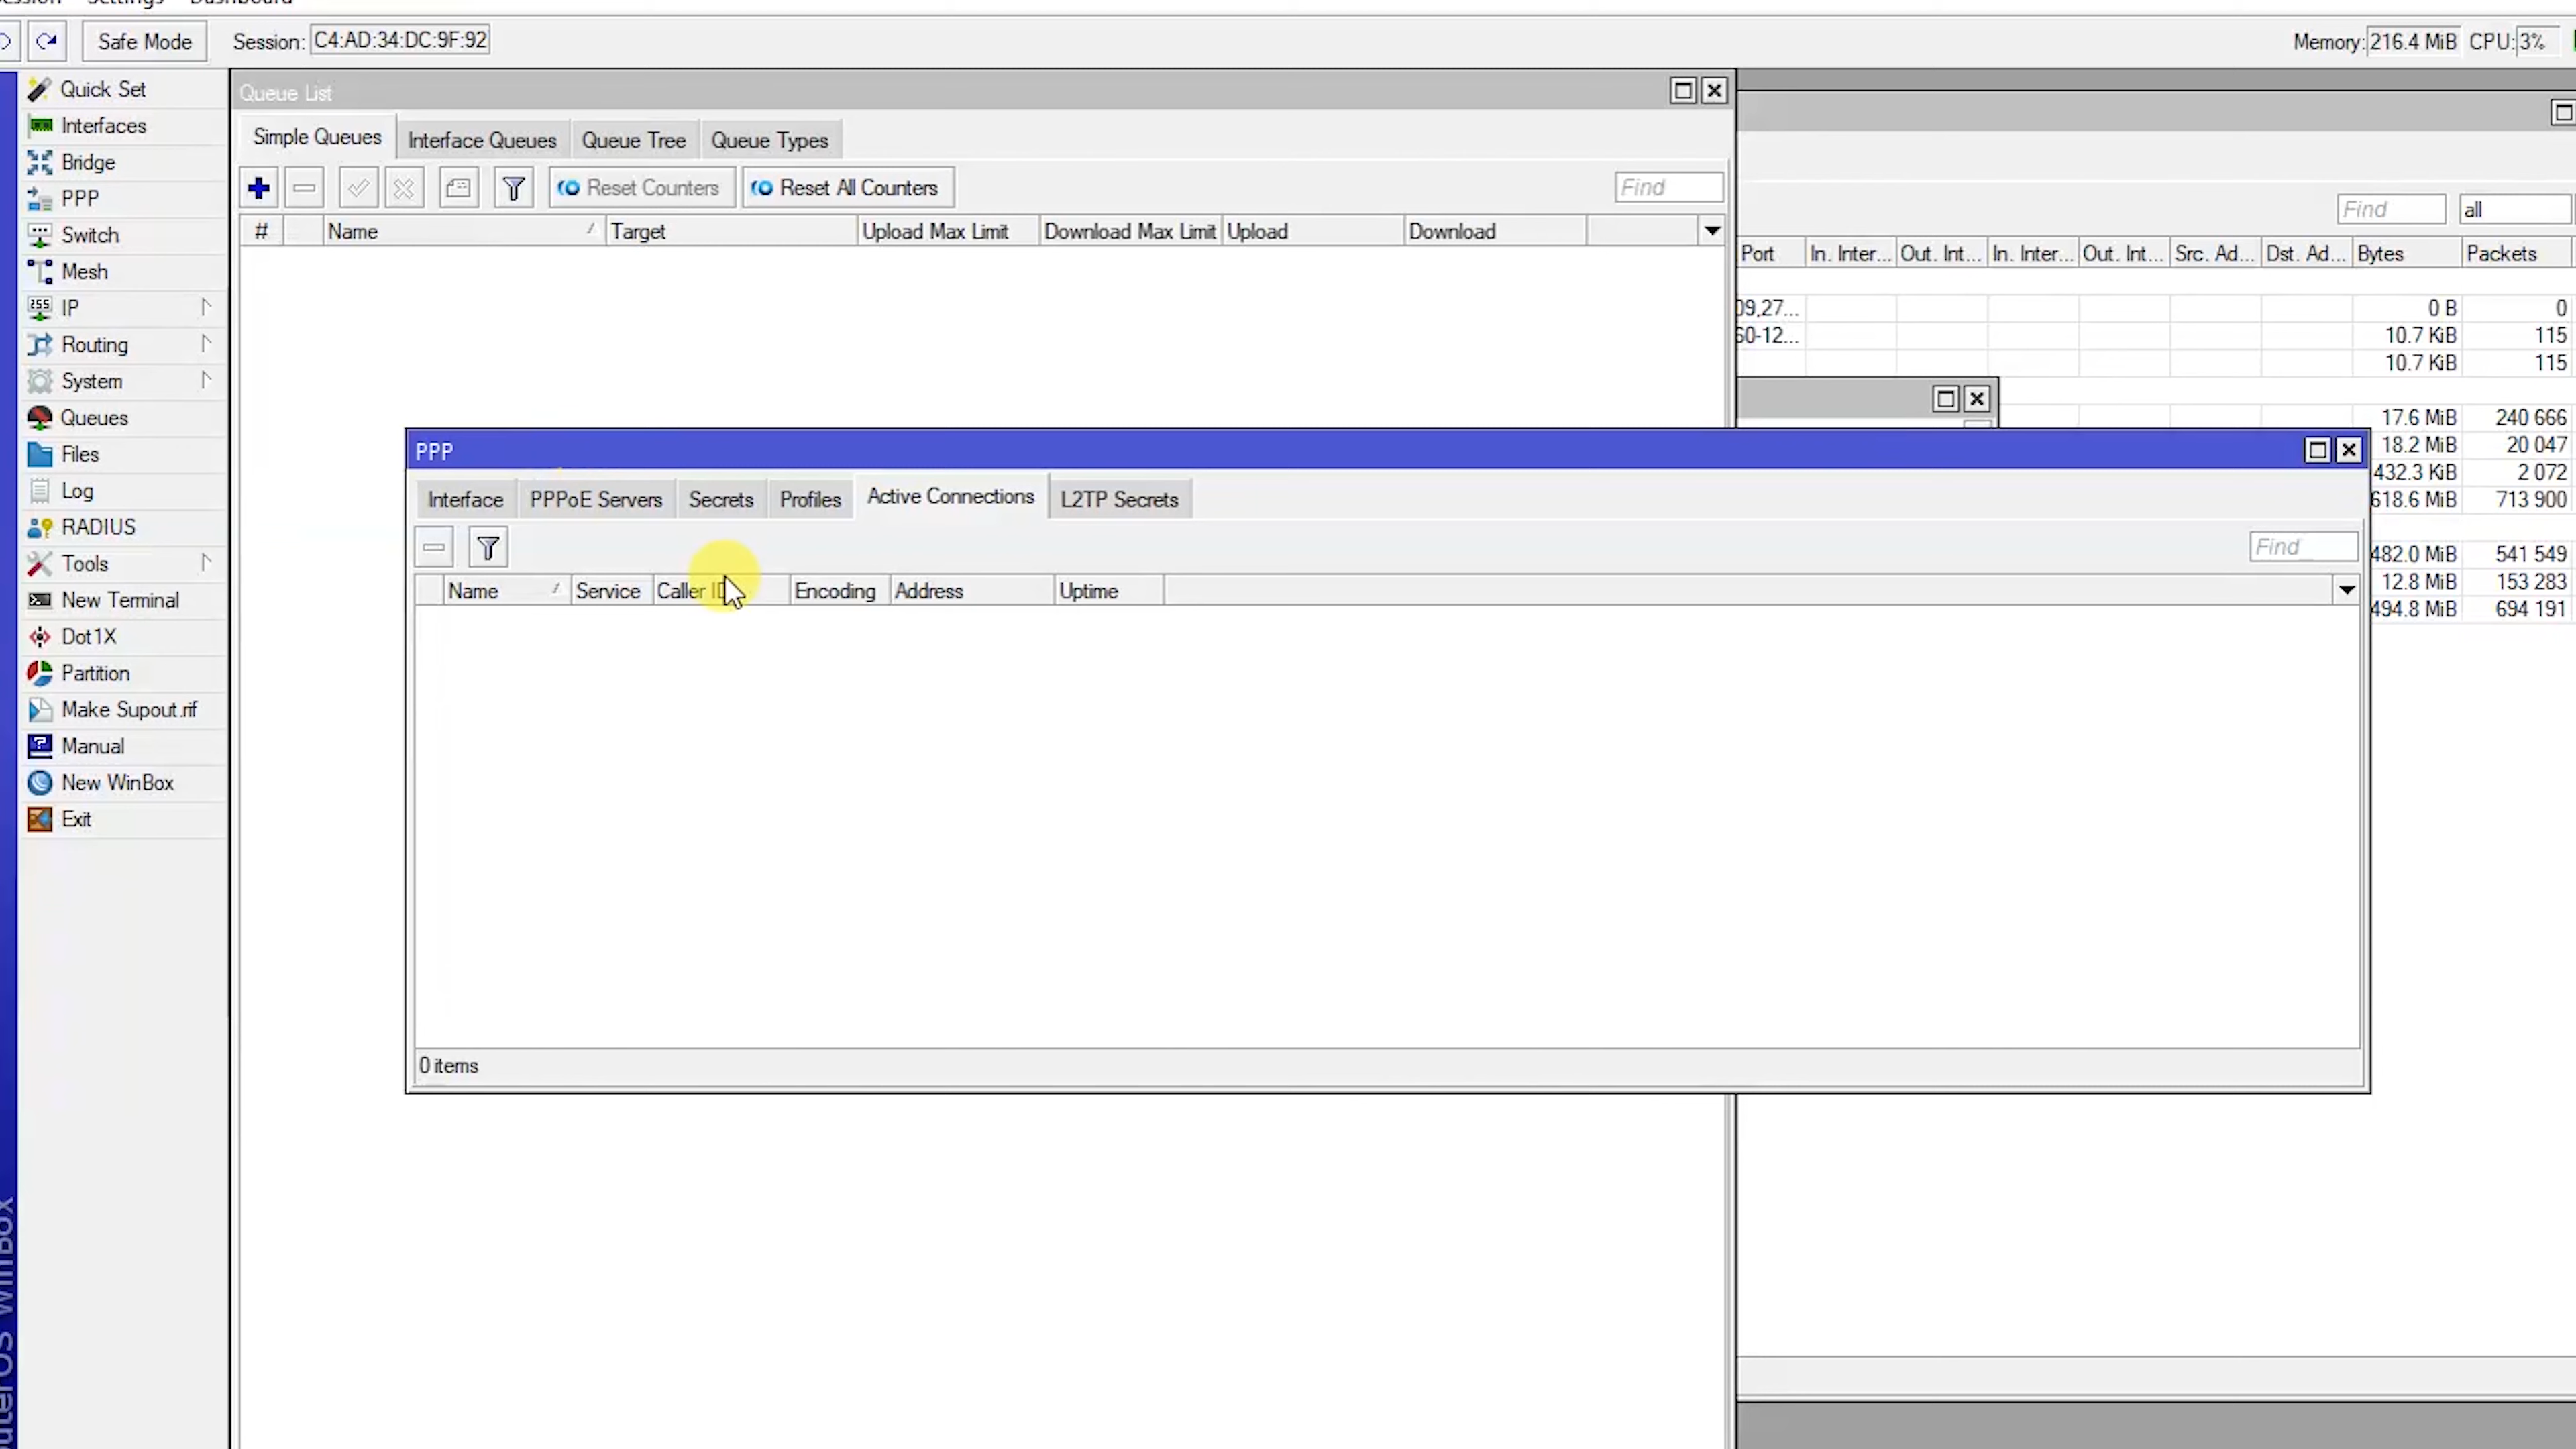 Settings Dashboard
Safe Mode Session: C4:AD:34:DC:9F:92 Memory: 216.4 MiB CPU: 3%
Quick Set
Interfaces
Bridge
PPP
Switch
Mesh
IP
Routing
System
Queues
Files
Log
RADIUS
Tools
New Terminal
Dot1X
Partition
Make Supout.rif
Manual
New WinBox
Exit
Queue List
Simple Queues Interface Queues Queue Tree Queue Types
Reset Counters Reset All Counters Find
# Name Target Upload Max Limit Download Max Limit Upload Download
Find all
Port In. Inter... Out. Int... In. Inter... Out. Int... Src. Ad... Dst. Ad... Bytes Packets
09,27... 0 B 0
60-12... 10.7 KiB 115
10.7 KiB 115
17.6 MiB 240 666
18.2 MiB 20 047
432.3 KiB 2 072
618.6 MiB 713 900
482.0 MiB 541 549
12.8 MiB 153 283
494.8 MiB 694 191
PPP
Interface PPPoE Servers Secrets Profiles Active Connections L2TP Secrets
Find
Name Service Caller ID Encoding Address Uptime
0 items
WinBox